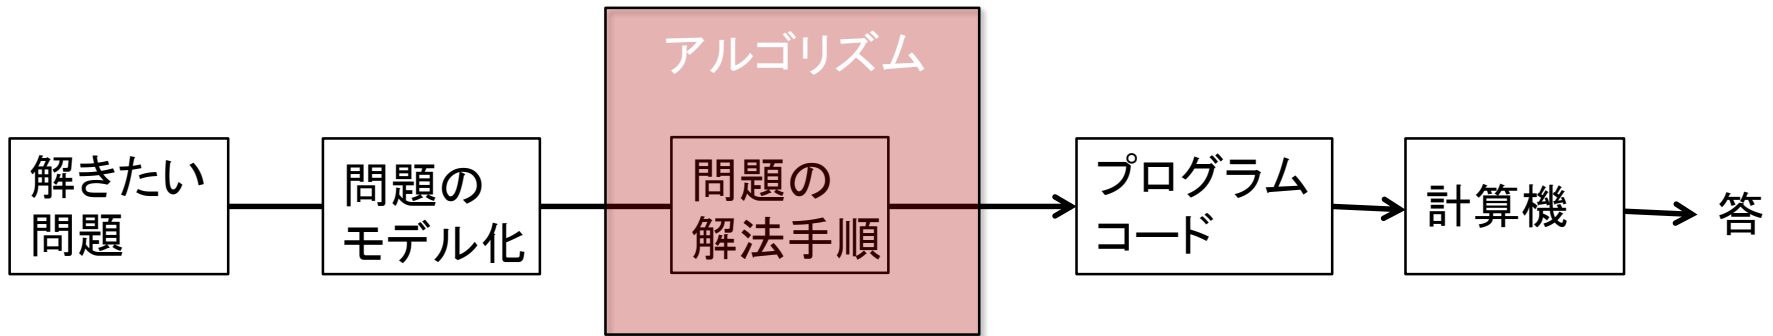 アルゴリズム
解きたい
問題
問題の
モデル化
問題の
解法手順
プログラム
コード
計算機
答